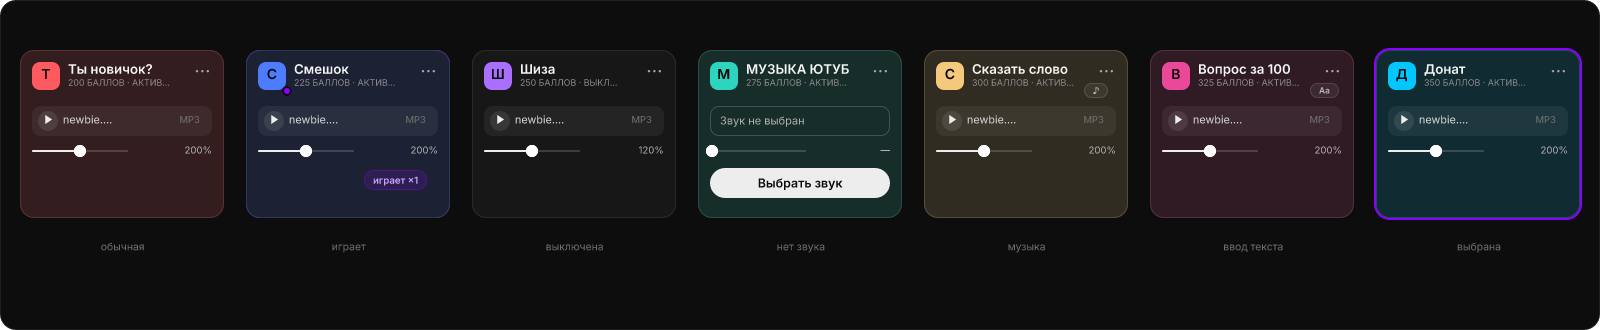 Т
Ты новичок?
200 БАЛЛОВ · АКТИВ...
newbie....
MP3
200%
обычная
С
Смешок
225 БАЛЛОВ · АКТИВ...
newbie....
MP3
200%
играет ×1
играет
Ш
Шиза
250 БАЛЛОВ · ВЫКЛ...
newbie....
MP3
120%
выключена
М
МУЗЫКА ЮТУБ
275 БАЛЛОВ · АКТИВ...
Звук не выбран
—
Выбрать звук
нет звука
С
Сказать слово
300 БАЛЛОВ · АКТИВ...
♪
newbie....
MP3
200%
музыка
В
Вопрос за 100
325 БАЛЛОВ · АКТИВ...
Aa
newbie....
MP3
200%
ввод текста
Д
Донат
350 БАЛЛОВ · АКТИВ...
newbie....
MP3
200%
выбрана